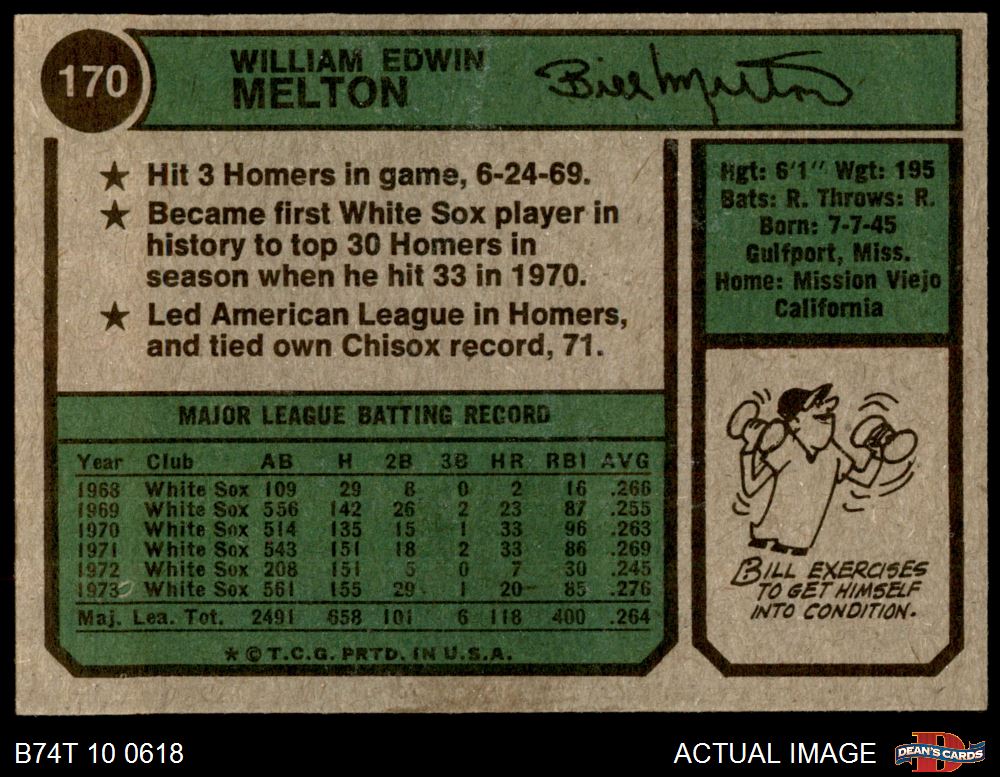 170
WILLIAM EDWIN
MELTON
Bill Melton
★ Hit 3 Homers in game, 6-24-69.
★ Became first White Sox player in
history to top 30 Homers in
season when he hit 33 in 1970.
★ Led American League in Homers,
and tied own Chisox record, 71.
Hgt: 6'1" Wgt: 195
Bats: R. Throws: R.
Born: 7-7-45
Gulfport, Miss.
Home: Mission Viejo
California
MAJOR LEAGUE BATTING RECORD
Year Club AB H 2B 3B HR RBI AVG
1968 White Sox 109 29 8 0 2 16 .266
1969 White Sox 556 142 26 2 23 87 .255
1970 White Sox 514 135 15 1 33 96 .263
1971 White Sox 543 151 18 2 33 86 .269
1972 White Sox 208 151 5 0 7 30 .245
1973 White Sox 561 155 29 1 20 85 .276
Maj. Lea. Tot. 2491 658 101 6 118 400 .264
★ © T.C.G. PRTD. IN U.S.A.
BILL EXERCISES
TO GET HIMSELF
INTO CONDITION.
B74T 10 0618
ACTUAL IMAGE
DEAN'S CARDS